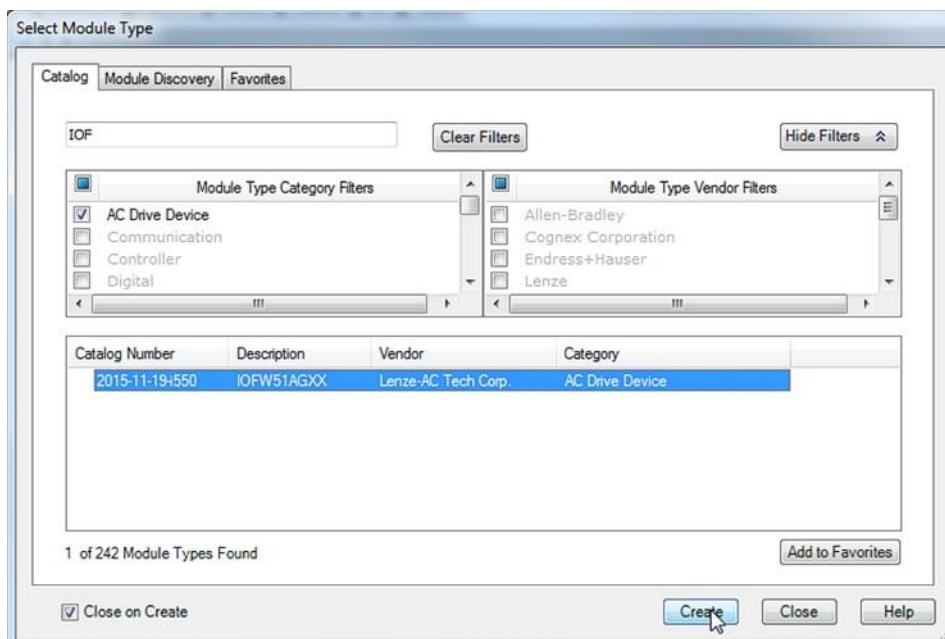 Select Module Type
Catalog Module Discovery Favorites
IOF Clear Filters Hide Filters
Module Type Category Filters Module Type Vendor Filters
AC Drive Device Allen-Bradley
Communication Cognex Corporation
Controller Endress+Hauser
Digital Lenze
Catalog Number Description Vendor Category
2015-11-19-i550 IOFW51AGXX Lenze-AC Tech Corp. AC Drive Device
1 of 242 Module Types Found Add to Favorites
Close on Create Create Close Help